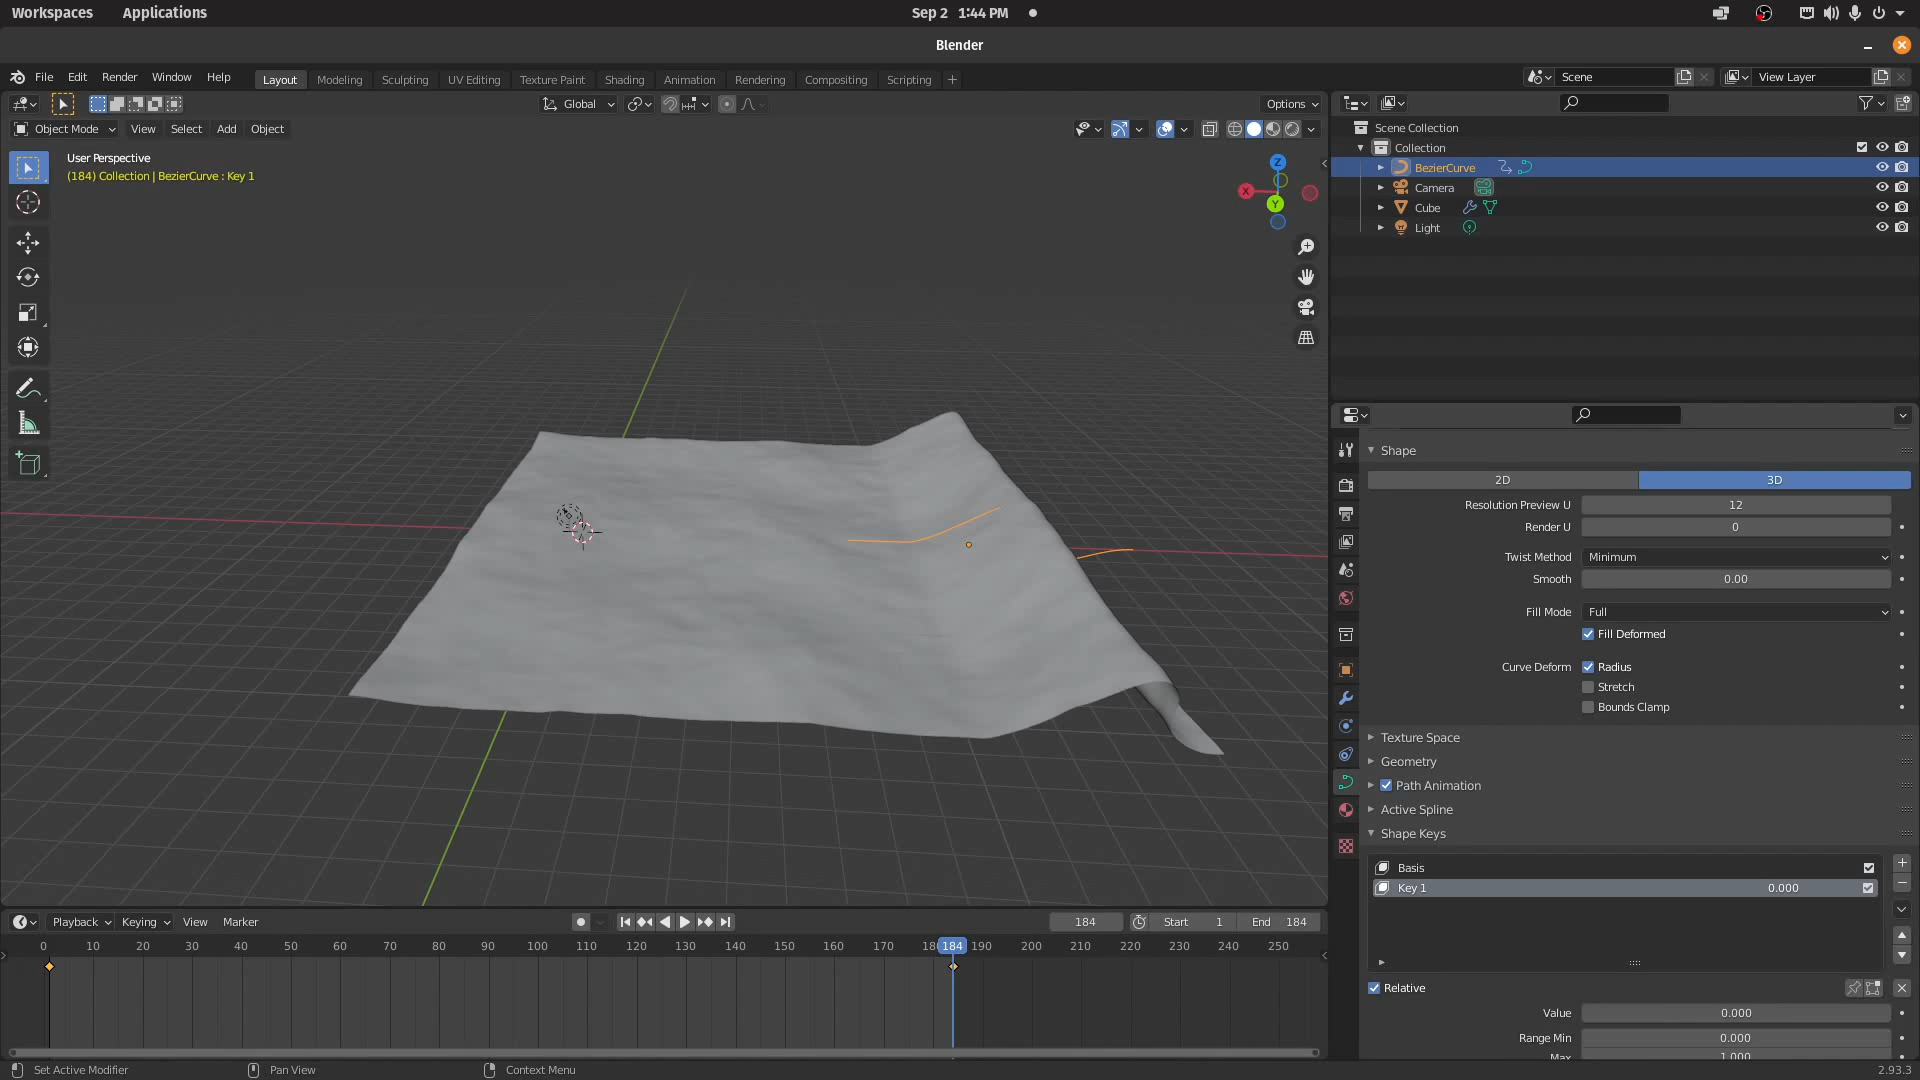 Workspaces Applications Sep 2 1:44 PM
Blender
File Edit Render Window Help Layout Modeling Sculpting UV Editing Texture Paint Shading Animation Rendering Compositing Scripting + Scene View Layer
Global Options
Object Mode View Select Add Object
User Perspective
(184) Collection | BezierCurve : Key 1
Z
X
Y
Scene Collection
Collection
BezierCurve
Camera
Cube
Light
Shape
2D 3D
Resolution Preview U 12
Render U 0
Twist Method Minimum
Smooth 0.00
Fill Mode Full
Fill Deformed
Curve Deform Radius
Stretch
Bounds Clamp
Texture Space
Geometry
Path Animation
Active Spline
Shape Keys
Basis
Key 1 0.000
Relative
Value 0.000
Range Min 0.000
Max 1.000
Playback Keying View Marker 184 Start 1 End 184
0 10 20 30 40 50 60 70 80 90 100 110 120 130 140 150 160 170 184 190 200 210 220 230 240 250
Set Active Modifier Pan View Context Menu 2.93.3